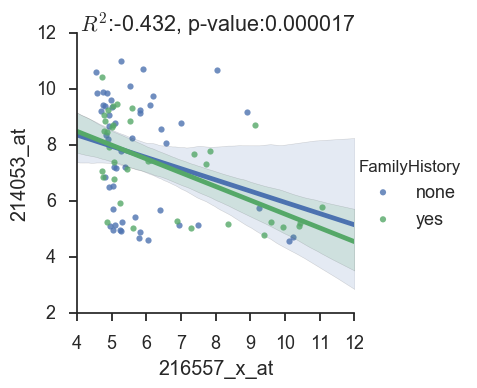 R²:-0.432, p-value:0.000017
12
10
8
6
4
2
214053_at
4 5 6 7 8 9 10 11 12
216557_x_at
FamilyHistory
none
yes